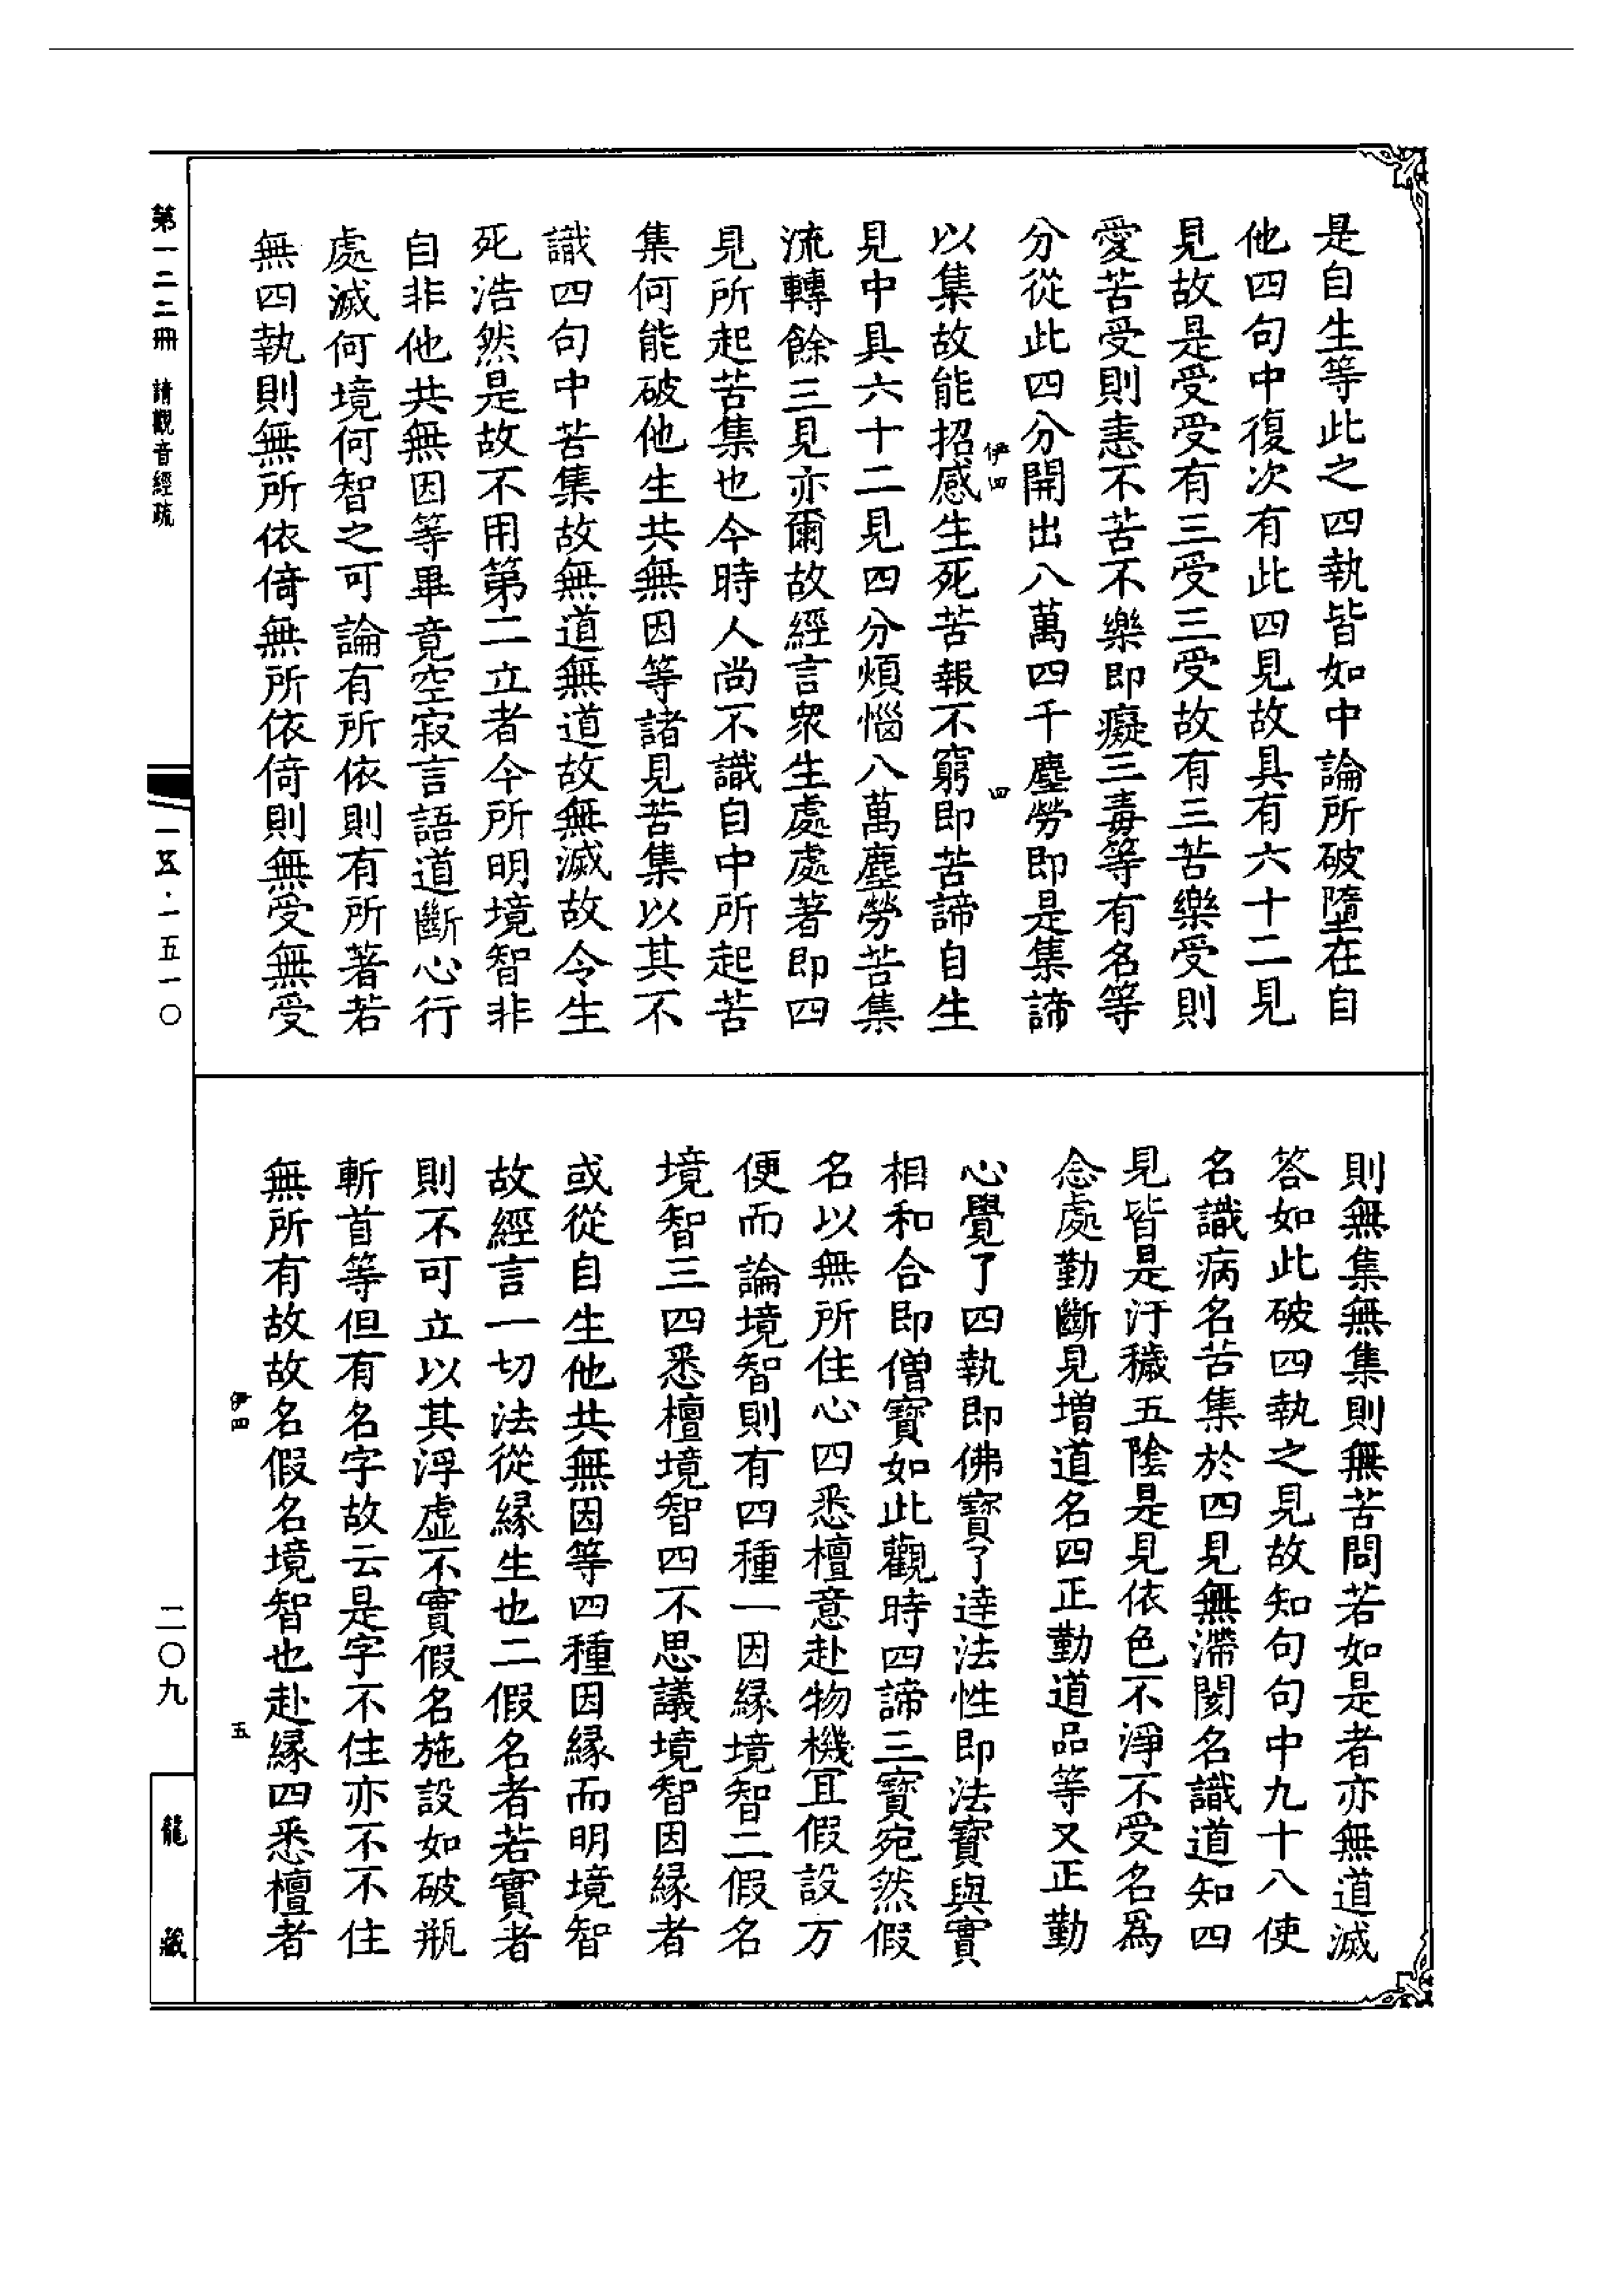 是自生等此之四執皆如中論所破墮在自
他四句中復次有此四見故具有六十二見
見故是受受有三受三受故有三苦樂受則
愛苦受則恚不苦不樂即癡三毒等有名等
分從此四分開出八萬四千塵勞即是集諦
伊四
四
以集故能招感生死苦報不窮即苦諦自生
見中具六十二見四分煩惱八萬塵勞苦集
流轉餘三見亦爾故經言衆生處處著即四
見所起苦集也今時人尚不識自中所起苦
集何能破他生共無因等諸見苦集以其不
識四句中苦集故無道無道故無滅故令生
死浩然是故不用第二立者今所明境智非
自非他共無因等畢竟空寂言語道斷心行
處滅何境何智之可論有所依則有所著若
無四執則無所依倚無所依倚則無受無受
則無集無集則無苦問若如是者亦無道滅
答如此破四執之見故知句句中九十八使
名識病名苦集於四見無滯閡名識道知四
見皆是汙穢五陰是見依色不淨不受名爲
念處勤斷見增道名四正勤道品等又正勤
心覺了四執即佛寶了達法性即法寶與實
相和合即僧寶如此觀時四諦三寶宛然假
名以無所住心四悉檀意赴物機宜假設方
便而論境智則有四種一因緣境智二假名
境智三四悉檀境智四不思議境智因緣者
或從自生他共無因等四種因緣而明境智
故經言一切法從緣生也二假名者若實者
則不可立以其浮虛不實假名施設如破瓶
斬首等但有名字故云是字不住亦不不住
無所有故故名假名境智也赴緣四悉檀者
伊四
五
第一二二冊 請觀音經疏
一五·一五一〇
二〇九
龍藏